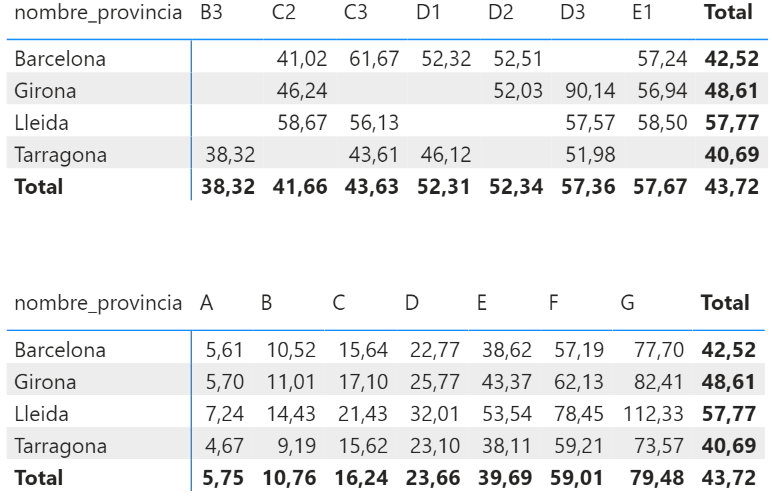 nombre_provincia B3 C2 C3 D1 D2 D3 E1 Total
Barcelona 41,02 61,67 52,32 52,51 57,24 42,52
Girona 46,24 52,03 90,14 56,94 48,61
Lleida 58,67 56,13 57,57 58,50 57,77
Tarragona 38,32 43,61 46,12 51,98 40,69
Total 38,32 41,66 43,63 52,31 52,34 57,36 57,67 43,72
nombre_provincia A B C D E F G Total
Barcelona 5,61 10,52 15,64 22,77 38,62 57,19 77,70 42,52
Girona 5,70 11,01 17,10 25,77 43,37 62,13 82,41 48,61
Lleida 7,24 14,43 21,43 32,01 53,54 78,45 112,33 57,77
Tarragona 4,67 9,19 15,62 23,10 38,11 59,21 73,57 40,69
Total 5,75 10,76 16,24 23,66 39,69 59,01 79,48 43,72